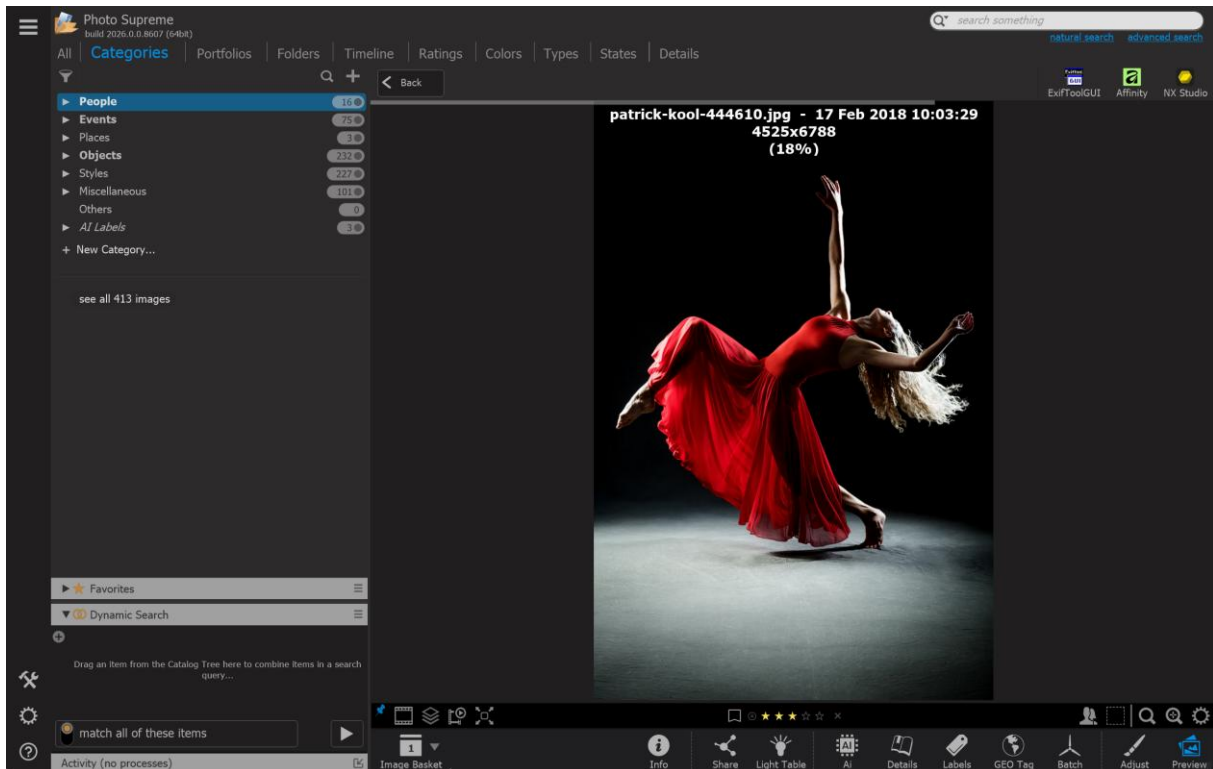 Photo Supreme
build 2026.0.0.8607 (64bit)
search something
natural search advanced search
All Categories Portfolios Folders Timeline Ratings Colors Types States Details
Back
ExifToolGUI Affinity NX Studio
People 16
Events 75
Places 3
Objects 232
Styles 227
Miscellaneous 101
Others 0
AI Labels 3
+ New Category...
see all 413 images
patrick-kool-444610.jpg - 17 Feb 2018 10:03:29
4525x6788
(18%)
Favorites
Dynamic Search
Drag an item from the Catalog Tree here to combine items in a search
query...
match all of these items
Activity (no processes)
1
Image Basket
AI
Info Share Light Table Ai Details Labels GEO Tag Batch Adjust Preview